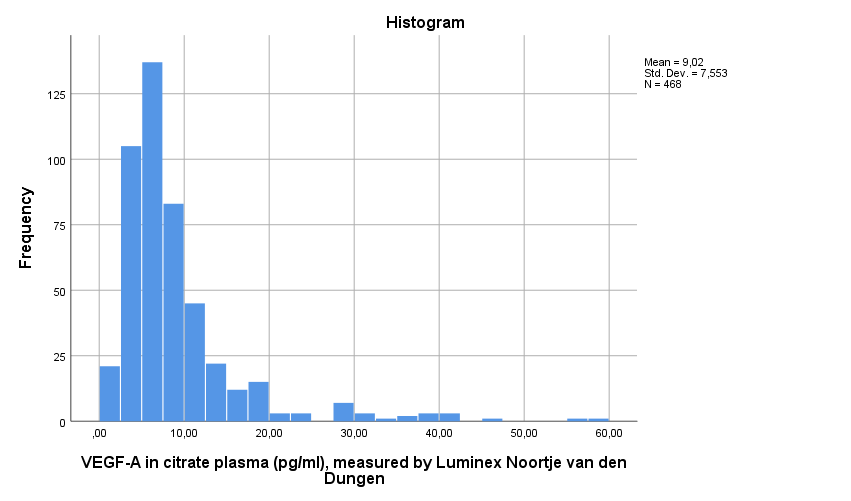 Histogram
Mean = 9,02
Std. Dev. = 7,553
N = 468
125
100
75
50
25
0
Frequency
,00
10,00
20,00
30,00
40,00
50,00
60,00
VEGF-A in citrate plasma (pg/ml), measured by Luminex Noortje van den
Dungen